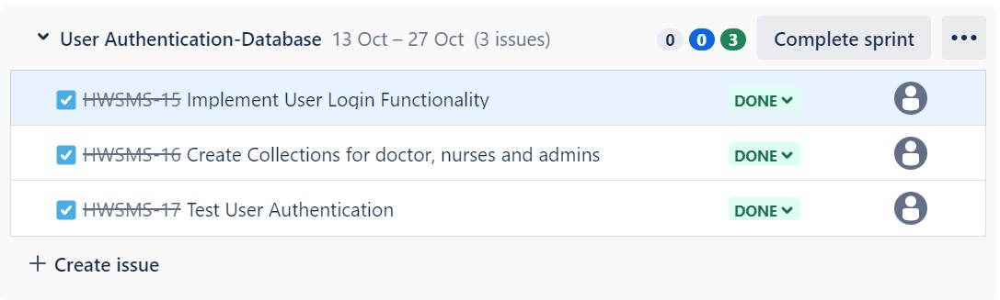 User Authentication-Database 13 Oct – 27 Oct (3 issues) 0 0 3 Complete sprint •••
HWSMS-15 Implement User Login Functionality DONE
HWSMS-16 Create Collections for doctor, nurses and admins DONE
HWSMS-17 Test User Authentication DONE
+ Create issue